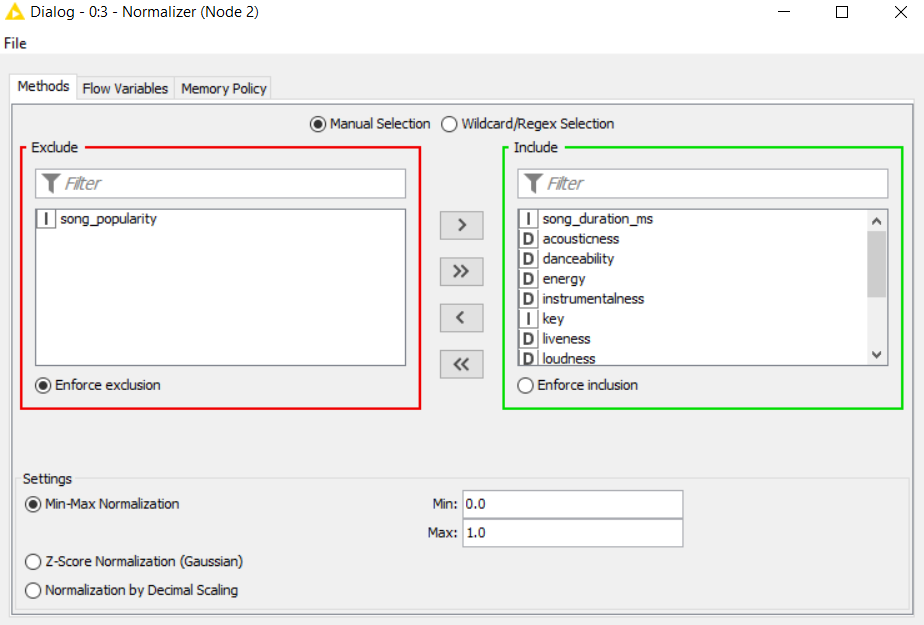 Dialog - 0:3 - Normalizer (Node 2)
File
Methods Flow Variables Memory Policy
Manual Selection Wildcard/Regex Selection
Exclude
Filter
I song_popularity
Enforce exclusion
>
>>
<
<<
Include
Filter
I song_duration_ms
D acousticness
D danceability
D energy
D instrumentalness
I key
D liveness
D loudness
Enforce inclusion
Settings
Min-Max Normalization
Min: 0.0
Max: 1.0
Z-Score Normalization (Gaussian)
Normalization by Decimal Scaling